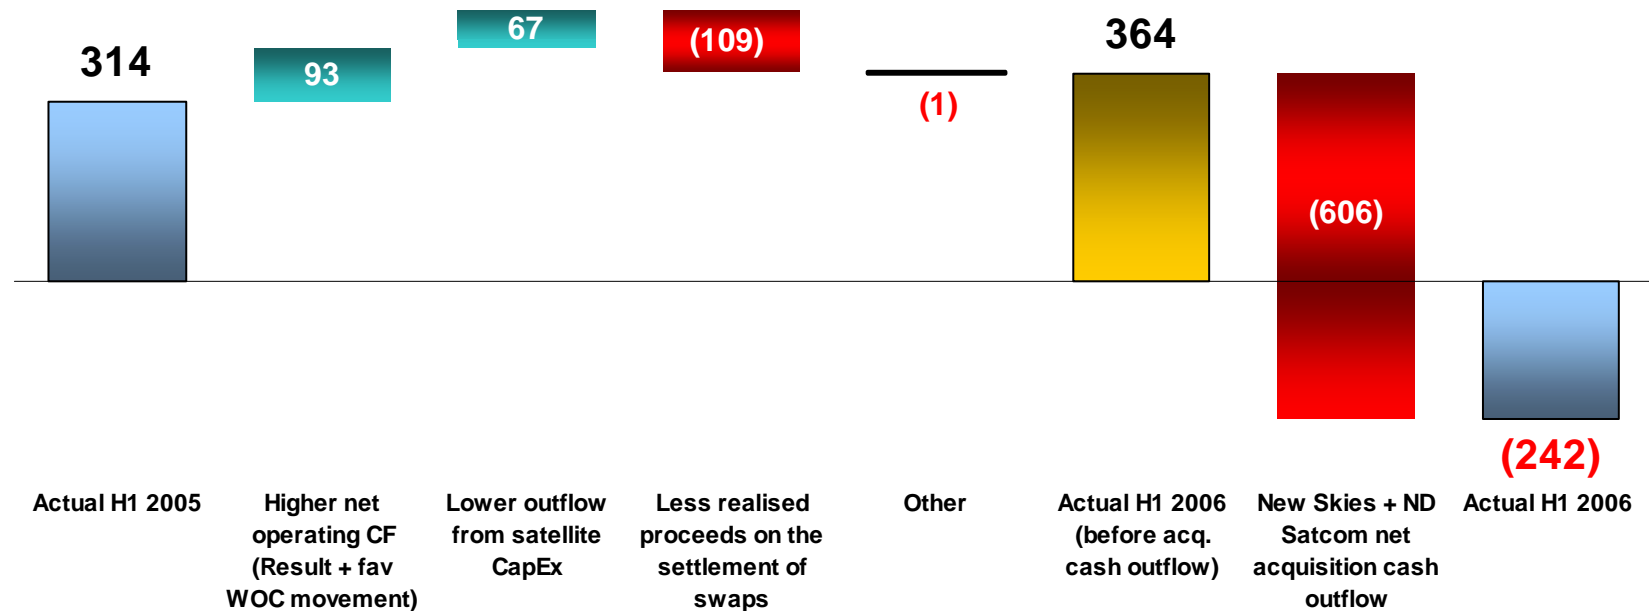 314
93
67
(109)
(1)
364
(606)
(242)
Actual H1 2005
Higher net
operating CF
(Result + fav
WOC movement)
Lower outflow
from satellite
CapEx
Less realised
proceeds on the
settlement of
swaps
Other
Actual H1 2006
(before acq.
cash outflow)
New Skies + ND
Satcom net
acquisition cash
outflow
Actual H1 2006